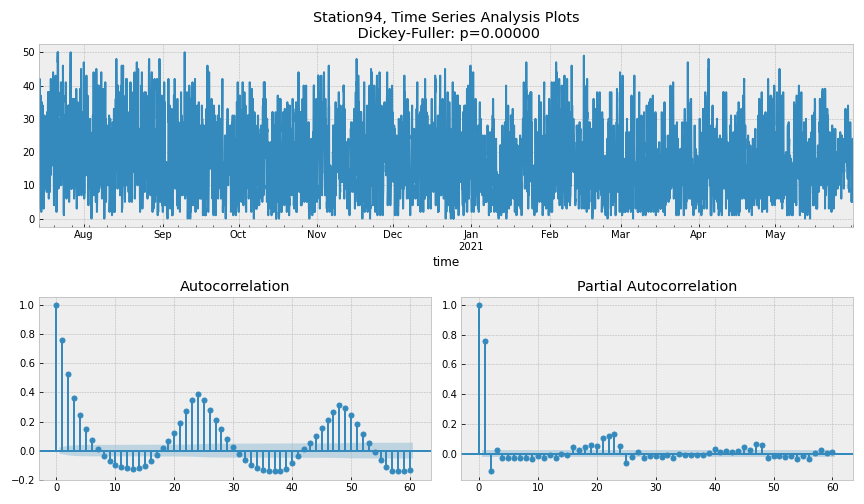 Station94, Time Series Analysis Plots
Dickey-Fuller: p=0.00000
50
40
30
20
10
0
Aug Sep Oct Nov Dec Jan Feb Mar Apr May
2021
time
Autocorrelation
1.0
0.8
0.6
0.4
0.2
0.0
−0.2
0 10 20 30 40 50 60
Partial Autocorrelation
1.0
0.8
0.6
0.4
0.2
0.0
0 10 20 30 40 50 60